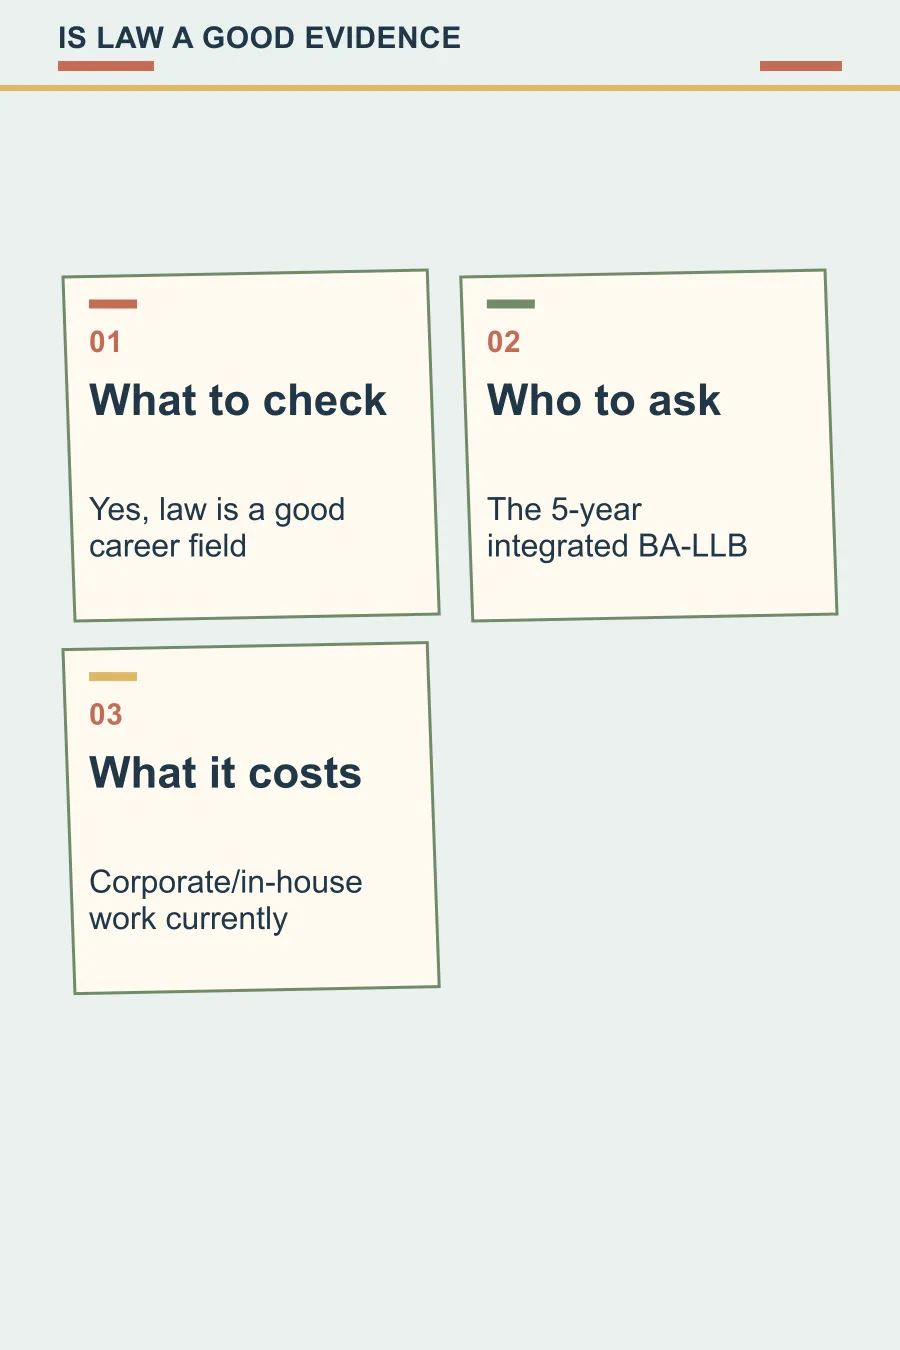 IS LAW A GOOD EVIDENCE
01
What to check
Yes, law is a good
career field
02
Who to ask
The 5-year
integrated BA-LLB
03
What it costs
Corporate/in-house
work currently